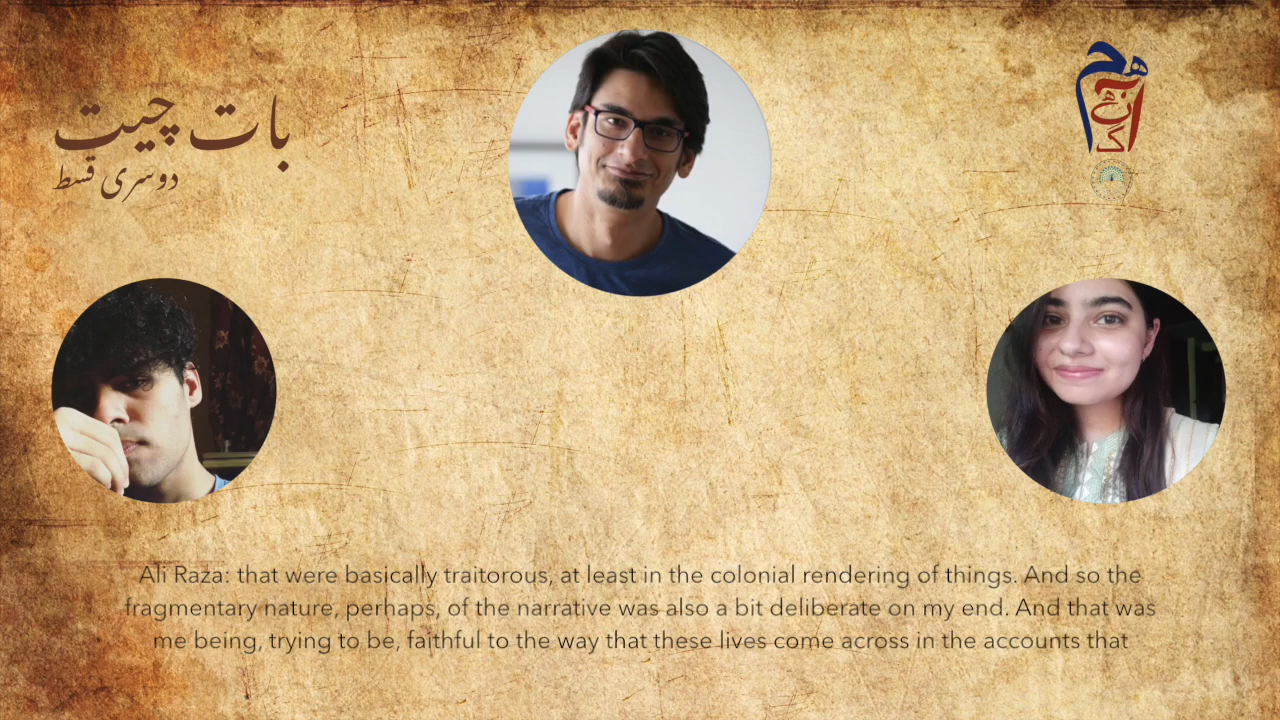 بات چیت
دوسری قسط
Ali Raza: that were basically traitorous, at least in the colonial rendering of things. And so the
fragmentary nature, perhaps, of the narrative was also a bit deliberate on my end. And that was
me being, trying to be, faithful to the way that these lives come across in the accounts that